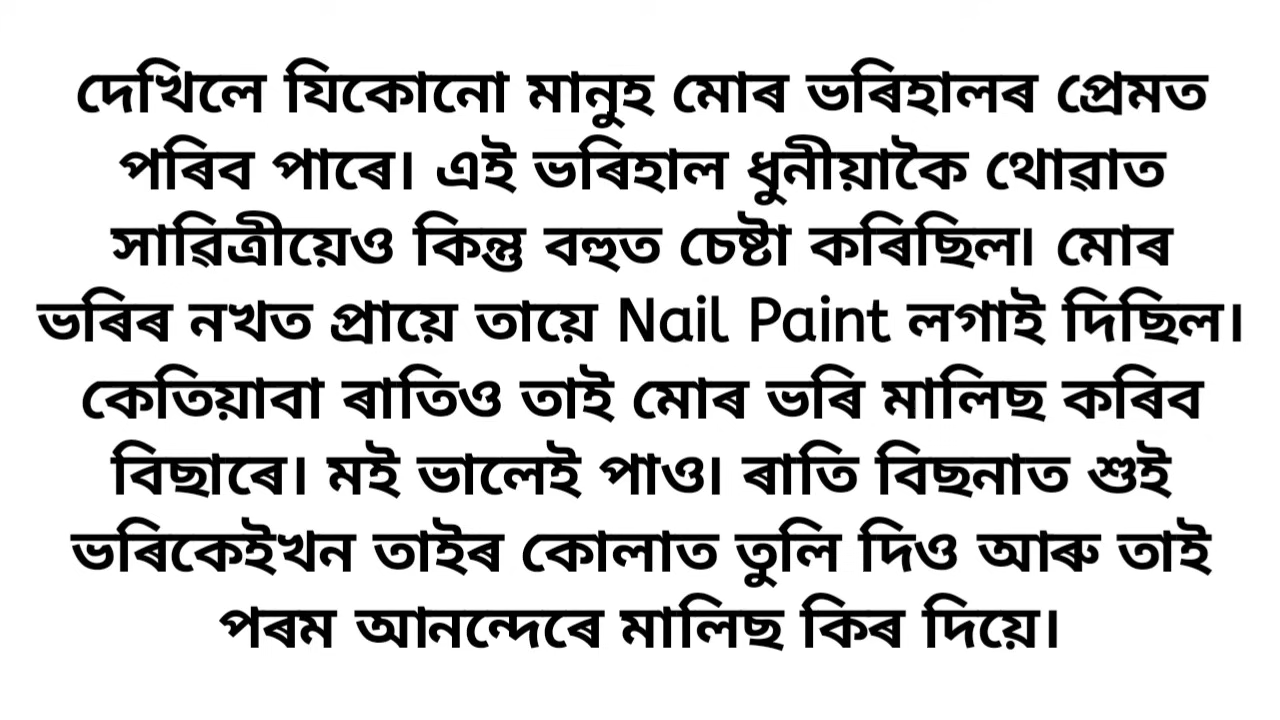 দেখিলে যিকোনো মানুহ মোৰ ভৰিহালৰ প্ৰেমত
পৰিব পাৰে। এই ভৰিহাল ধুনীয়াকৈ থোৱাত
সাৱিত্ৰীয়েও কিন্তু বহুত চেষ্টা কৰিছিল। মোৰ
ভৰিৰ নখত প্ৰায়ে তায়ে Nail Paint লগাই দিছিল।
কেতিয়াবা ৰাতিও তাই মোৰ ভৰি মালিছ কৰিব
বিছাৰে। মই ভালেই পাও। ৰাতি বিছনাত শুই
ভৰিকেইখন তাইৰ কোলাত তুলি দিও আৰু তাই
পৰম আনন্দেৰে মালিছ কিৰ দিয়ে।